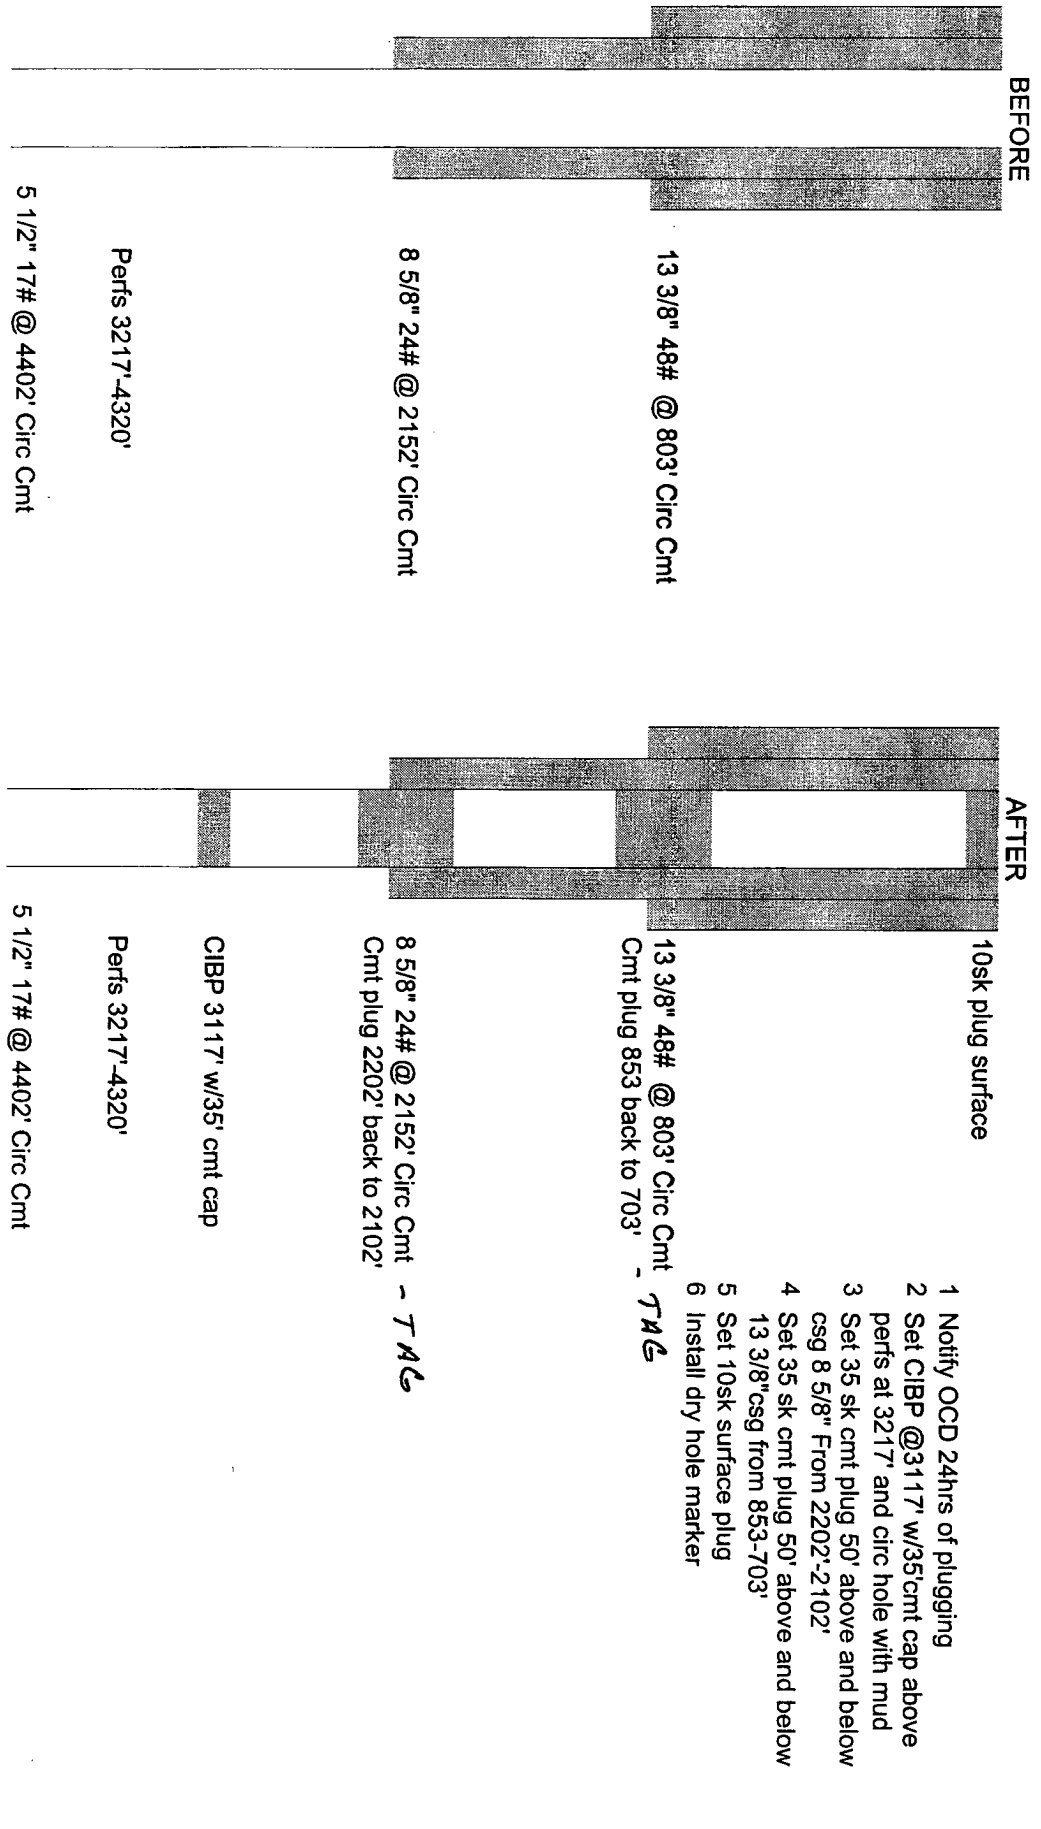 BEFORE
13 3/8" 48# @ 803' Circ Cmt
8 5/8" 24# @ 2152' Circ Cmt
Perfs 3217'-4320'
5 1/2" 17# @ 4402' Circ Cmt
AFTER
10sk plug surface
13 3/8" 48# @ 803' Circ Cmt
Cmt plug 853 back to 703' - TAG
8 5/8" 24# @ 2152' Circ Cmt - TAG
Cmt plug 2202' back to 2102'
CIBP 3117' w/35' cmt cap
Perfs 3217'-4320'
5 1/2" 17# @ 4402' Circ Cmt
1 Notify OCD 24hrs of plugging
2 Set CIBP @3117' w/35'cmt cap above
perfs at 3217' and circ hole with mud
3 Set 35 sk cmt plug 50' above and below
csg 8 5/8" From 2202'-2102'
4 Set 35 sk cmt plug 50' above and below
13 3/8"csg from 853-703'
5 Set 10sk surface plug
6 Install dry hole marker